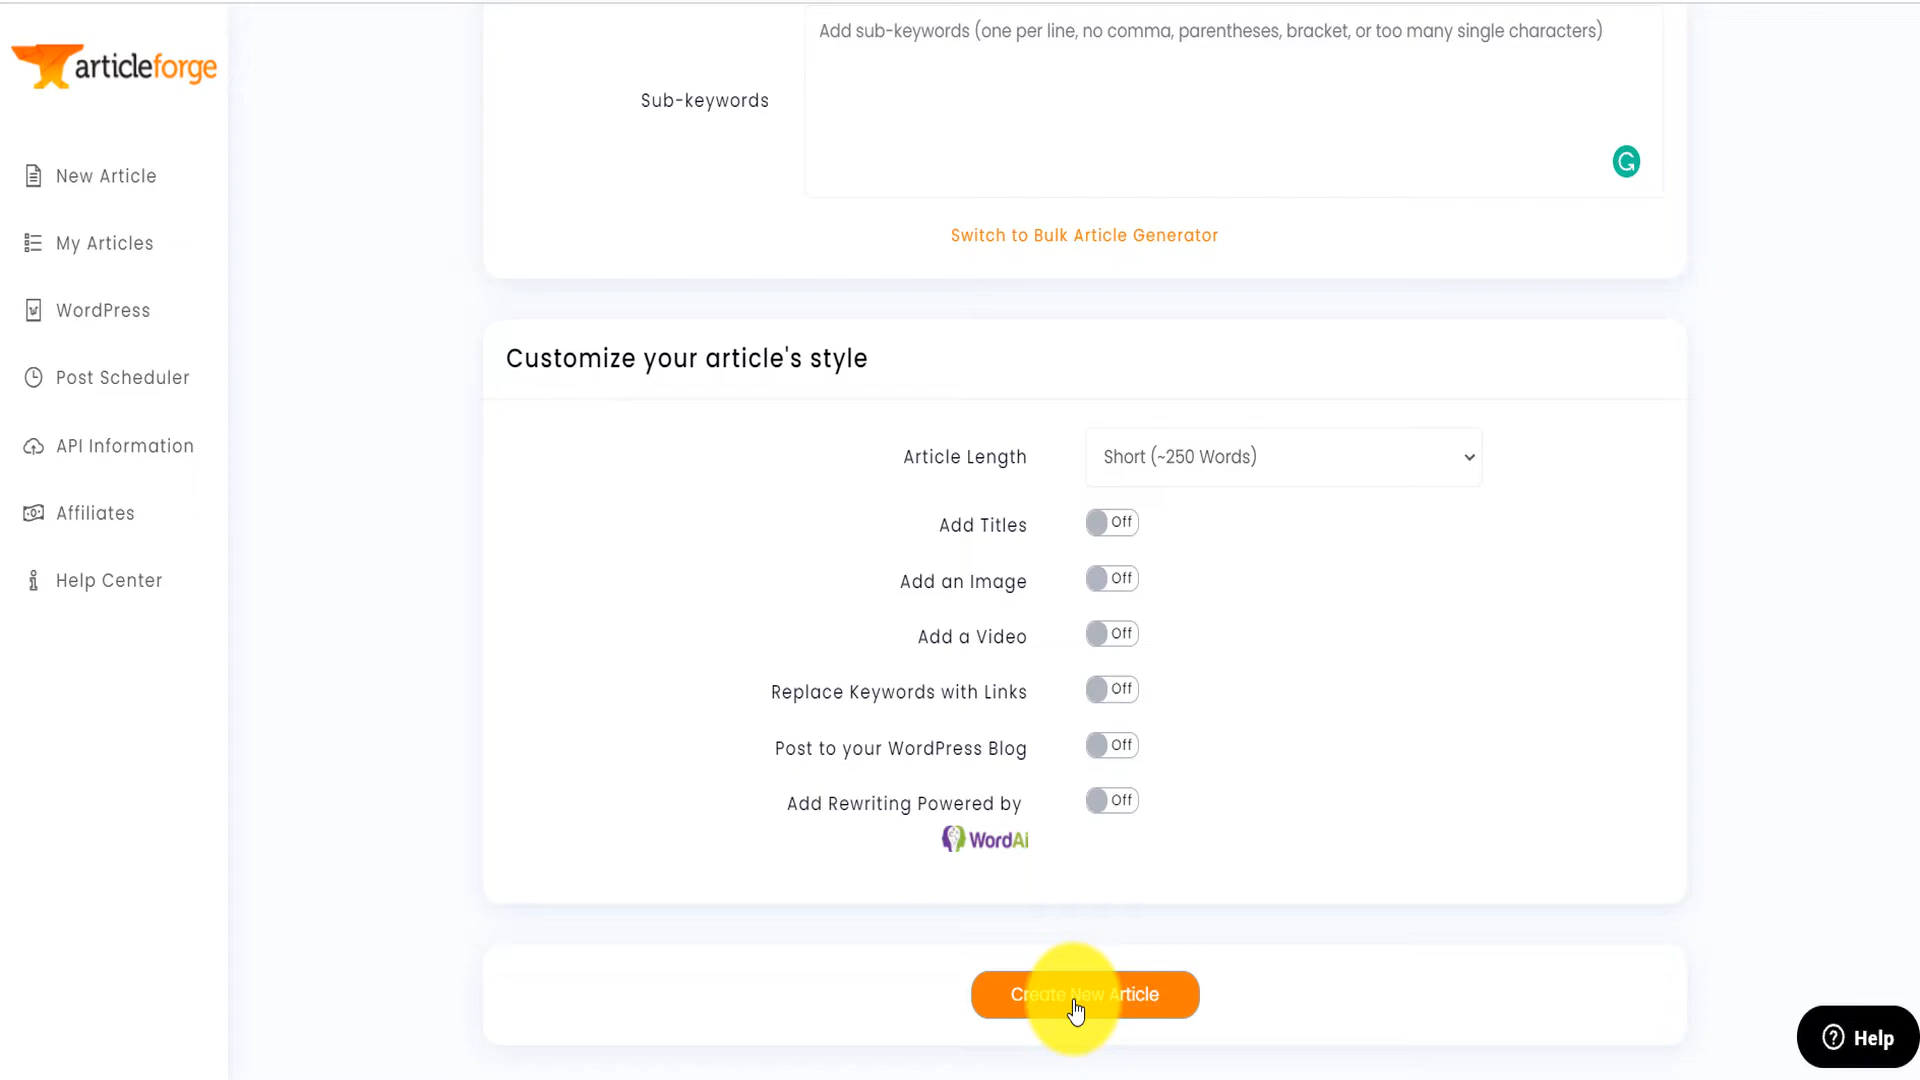 articleforge
New Article
My Articles
WordPress
Post Scheduler
API Information
Affiliates
Help Center
Add sub-keywords (one per line, no comma, parentheses, bracket, or too many single characters)
Sub-keywords
G
Switch to Bulk Article Generator
Customize your article's style
Article Length
Short (~250 Words)
Add Titles
Off
Add an Image
Off
Add a Video
Off
Replace Keywords with Links
Off
Post to your WordPress Blog
Off
Add Rewriting Powered by
Off
WordAi
Create New Article
? Help